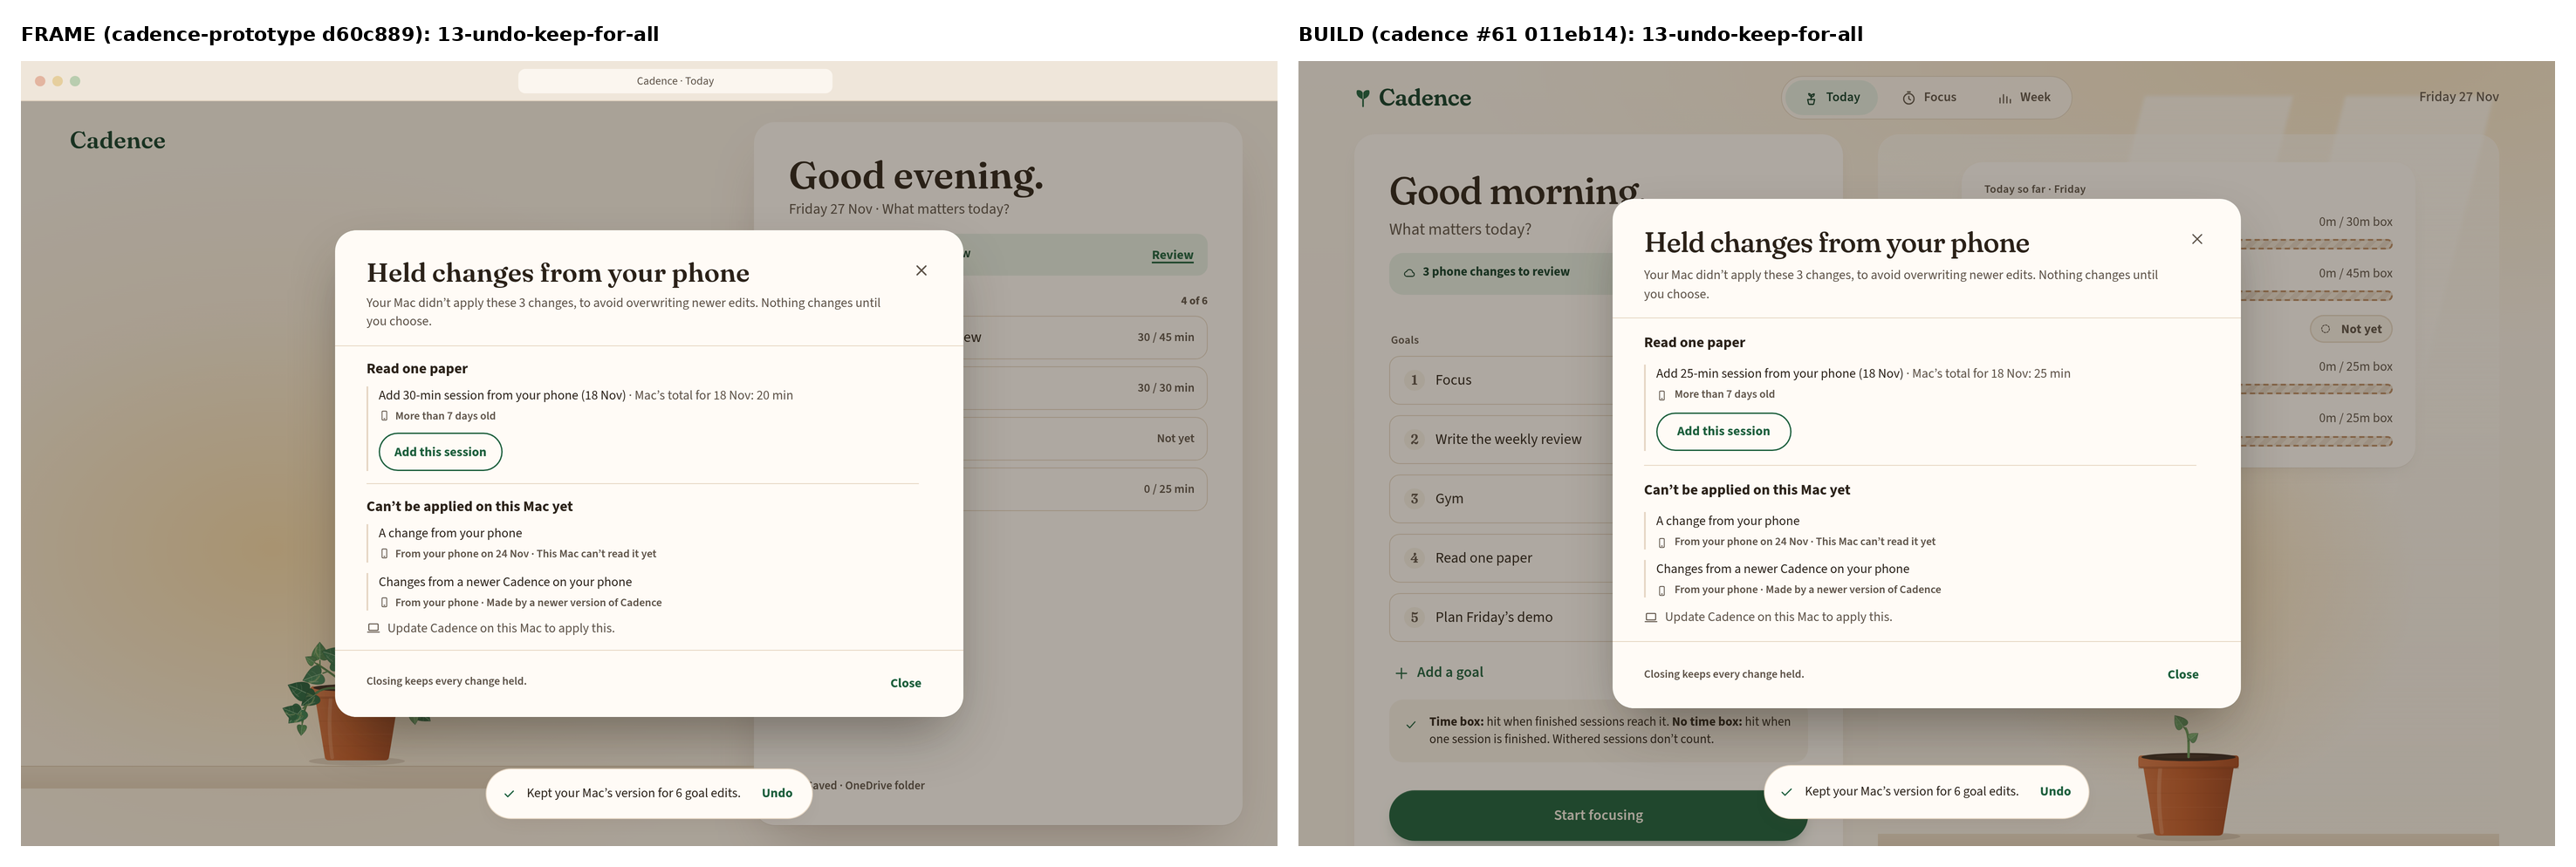 FRAME (cadence-prototype d60c889): 13-undo-keep-for-all
Cadence · Today
Cadence
Good evening.
Friday 27 Nov · What matters today?
Review
4 of 6
30 / 45 min
30 / 30 min
Not yet
0 / 25 min
Held changes from your phone
Your Mac didn’t apply these 3 changes, to avoid overwriting newer edits. Nothing changes until
you choose.
Read one paper
Add 30-min session from your phone (18 Nov) · Mac’s total for 18 Nov: 20 min
More than 7 days old
Add this session
Can’t be applied on this Mac yet
A change from your phone
From your phone on 24 Nov · This Mac can’t read it yet
Changes from a newer Cadence on your phone
From your phone · Made by a newer version of Cadence
Update Cadence on this Mac to apply this.
Closing keeps every change held.
Close
Saved · OneDrive folder
Kept your Mac’s version for 6 goal edits.
Undo
BUILD (cadence #61 011eb14): 13-undo-keep-for-all
Cadence
Today
Focus
Week
Friday 27 Nov
Good morning.
What matters today?
3 phone changes to review
Goals
1 Focus
2 Write the weekly review
3 Gym
4 Read one paper
5 Plan Friday’s demo
Add a goal
Time box: hit when finished sessions reach it. No time box: hit when
one session is finished. Withered sessions don’t count.
Start focusing
Today so far · Friday
0m / 30m box
0m / 45m box
Not yet
0m / 25m box
0m / 25m box
Held changes from your phone
Your Mac didn’t apply these 3 changes, to avoid overwriting newer edits. Nothing changes until
you choose.
Read one paper
Add 25-min session from your phone (18 Nov) · Mac’s total for 18 Nov: 25 min
More than 7 days old
Add this session
Can’t be applied on this Mac yet
A change from your phone
From your phone on 24 Nov · This Mac can’t read it yet
Changes from a newer Cadence on your phone
From your phone · Made by a newer version of Cadence
Update Cadence on this Mac to apply this.
Closing keeps every change held.
Close
Kept your Mac’s version for 6 goal edits.
Undo